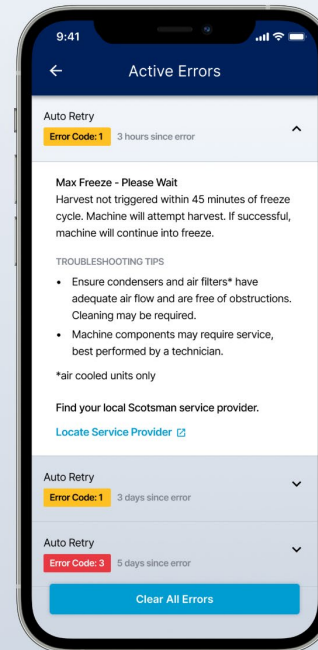 9:41
Active Errors
Auto Retry
Error Code: 1 3 hours since error
Max Freeze - Please Wait
Harvest not triggered within 45 minutes of freeze
cycle. Machine will attempt harvest. If successful,
machine will continue into freeze.
TROUBLESHOOTING TIPS
• Ensure condensers and air filters* have
adequate air flow and are free of obstructions.
Cleaning may be required.
• Machine components may require service,
best performed by a technician.
*air cooled units only
Find your local Scotsman service provider.
Locate Service Provider
Auto Retry
Error Code: 1 3 days since error
Auto Retry
Error Code: 3 5 days since error
Clear All Errors